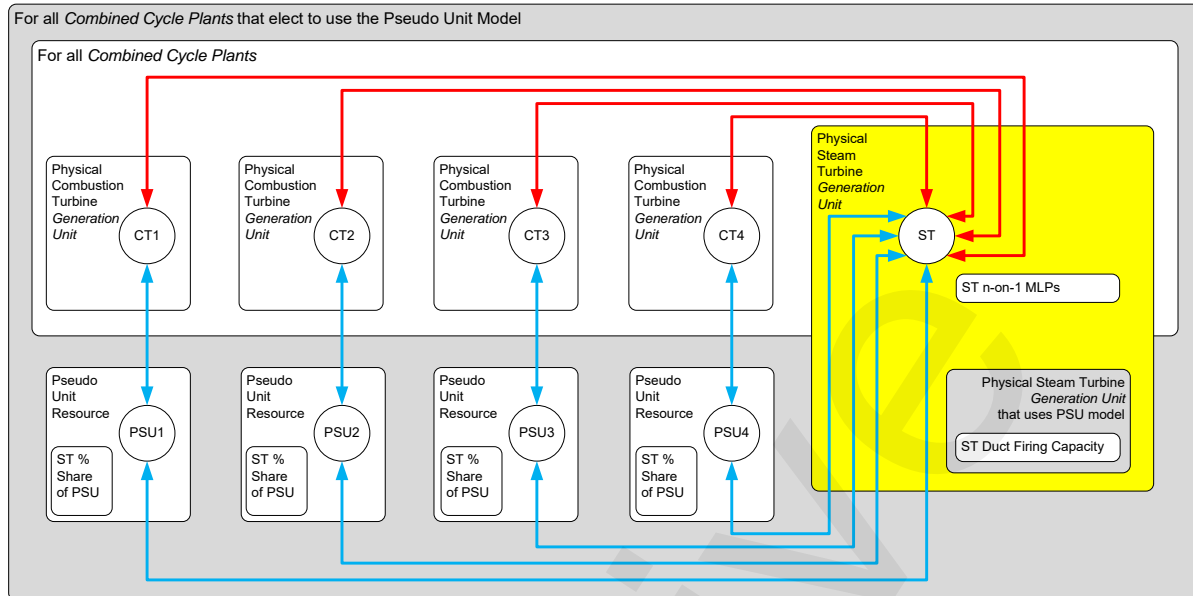 For all Combined Cycle Plants that elect to use the Pseudo Unit Model
For all Combined Cycle Plants
Physical
Combustion
Turbine
Generation
Unit
CT1
Physical
Combustion
Turbine
Generation
Unit
CT2
Physical
Combustion
Turbine
Generation
Unit
CT3
Physical
Combustion
Turbine
Generation
Unit
CT4
Physical
Steam
Turbine
Generation
Unit
ST
ST n-on-1 MLPs
Pseudo
Unit
Resource
PSU1
ST %
Share
of PSU
Pseudo
Unit
Resource
PSU2
ST %
Share
of PSU
Pseudo
Unit
Resource
PSU3
ST %
Share
of PSU
Pseudo
Unit
Resource
PSU4
ST %
Share
of PSU
Physical Steam Turbine
Generation Unit
that uses PSU model
ST Duct Firing Capacity